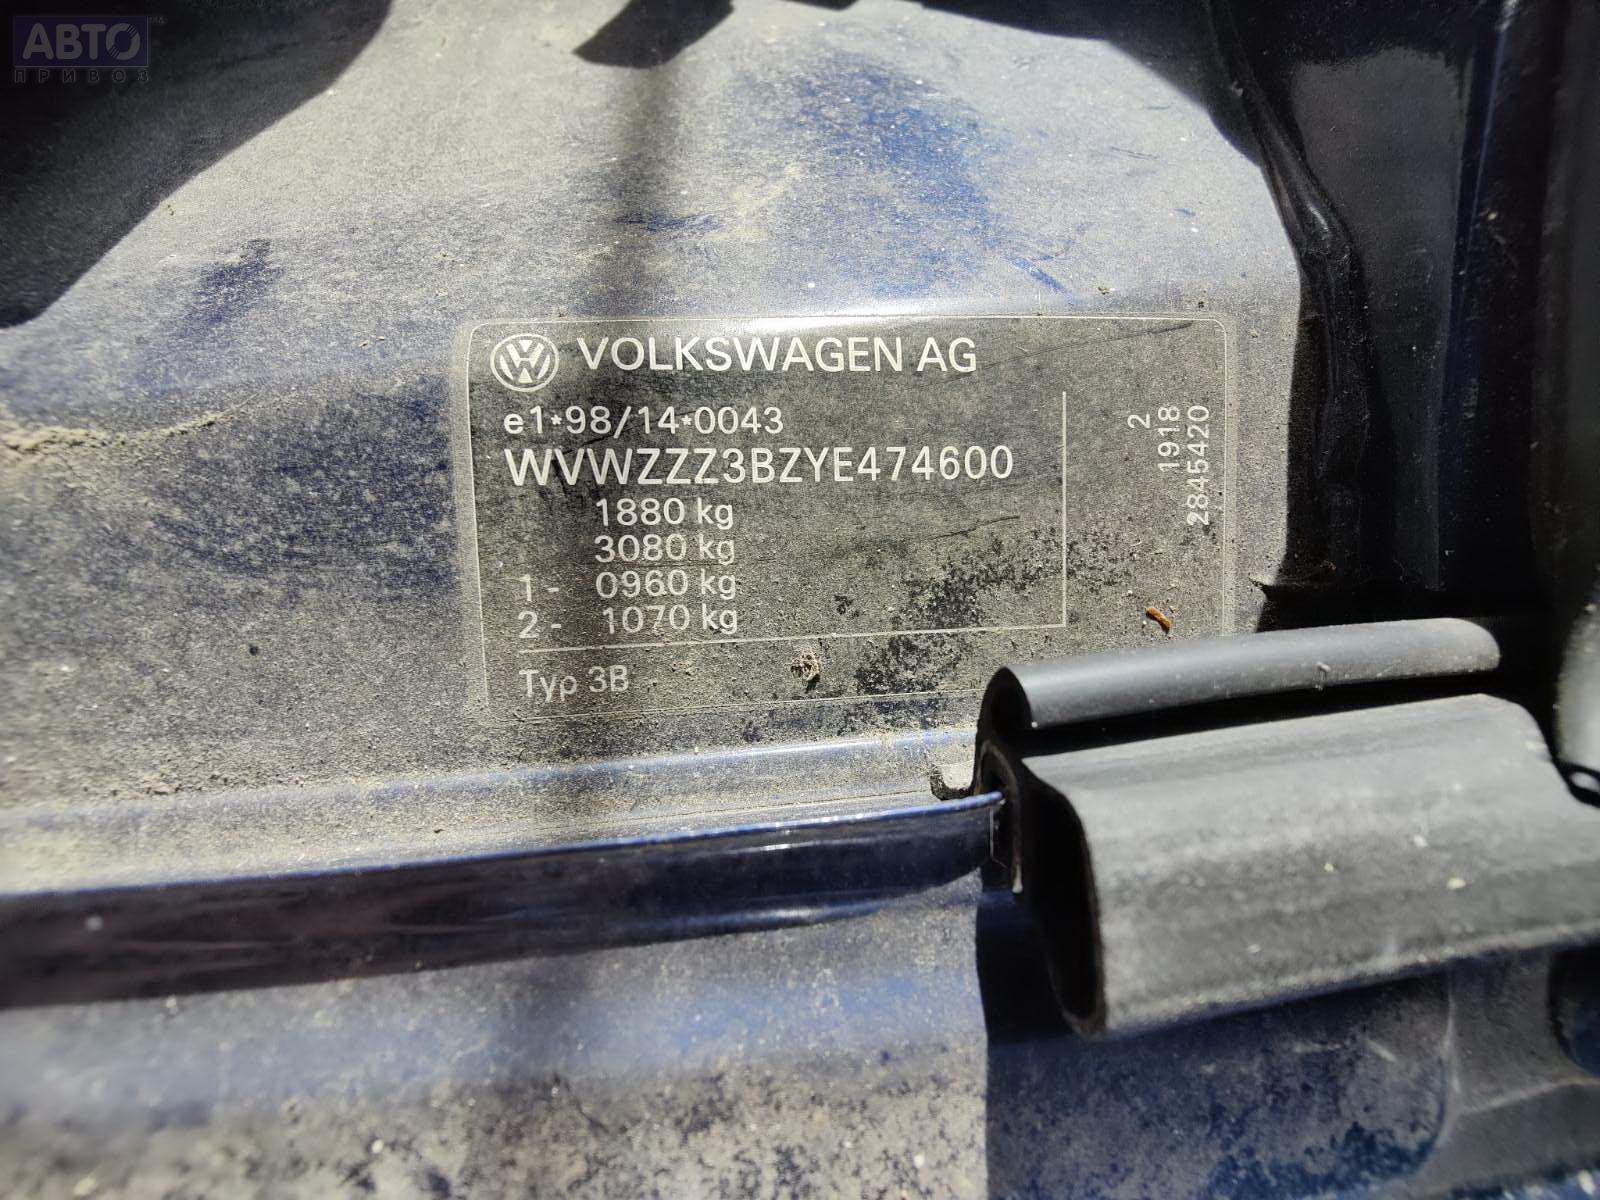 АВТО
ПРИВОЗ
VOLKSWAGEN AG
e1*98/14*0043
WVWZZZ3BZYE474600
1880 kg
3080 kg
1 - 0960 kg
2 - 1070 kg
Typ 3B
2
1918
2845420